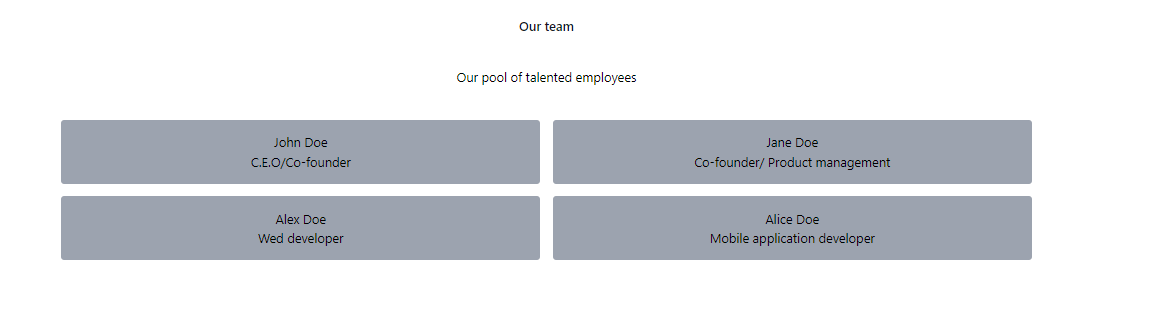 Our team
Our pool of talented employees
John Doe
C.E.O/Co-founder
Jane Doe
Co-founder/ Product management
Alex Doe
Wed developer
Alice Doe
Mobile application developer